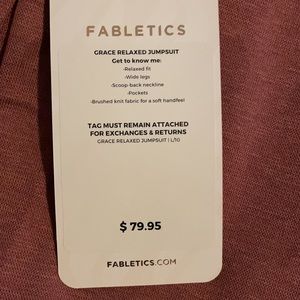 FABLETICS
GRACE RELAXED JUMPSUIT
Get to know me:
-Relaxed fit
-Wide legs
-Scoop-back neckline
-Pockets
-Brushed knit fabric for a soft handfeel
TAG MUST REMAIN ATTACHED
FOR EXCHANGES & RETURNS
GRACE RELAXED JUMPSUIT | L/10
$ 79.95
FABLETICS.COM